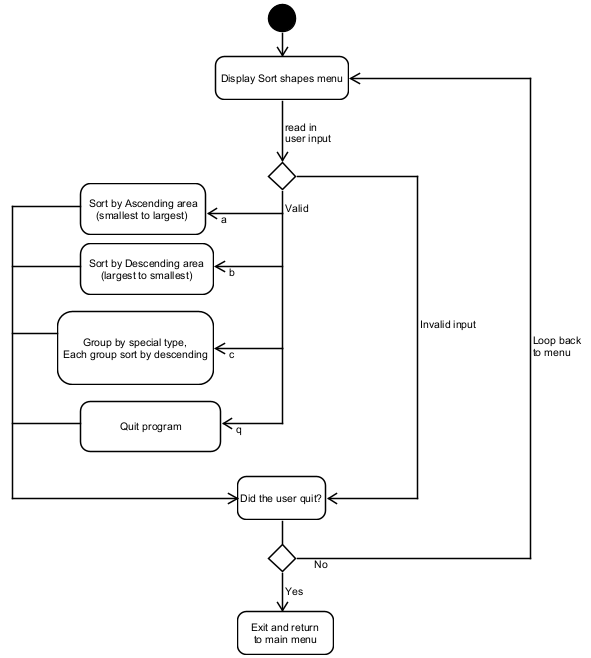 Display Sort shapes menu
read in
user input
Valid
Sort by Ascending area
(smallest to largest)
a
Sort by Descending area
(largest to smallest)
b
Group by special type,
Each group sort by descending
c
Quit program
q
Invalid input
Loop back
to menu
Did the user quit?
No
Yes
Exit and return
to main menu